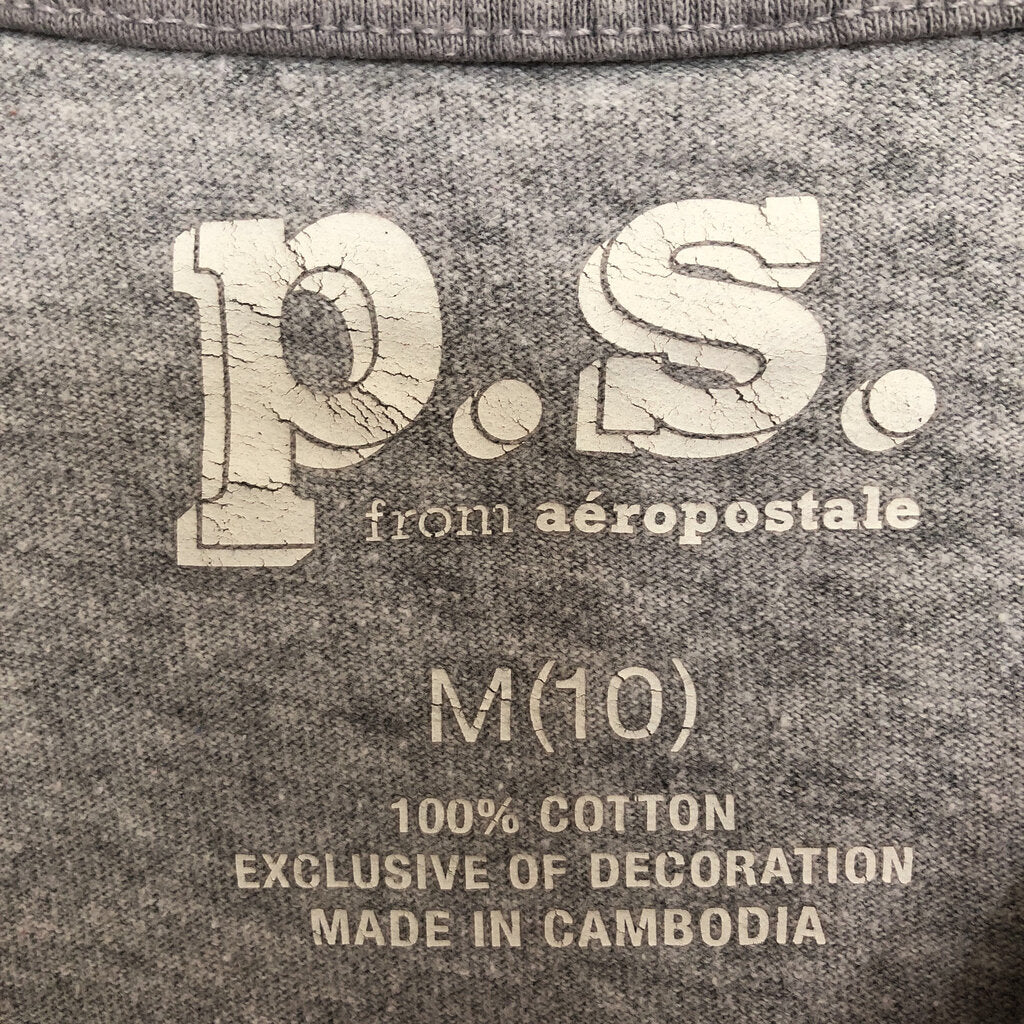 p.s.
from aéropostale
M(10)
100% COTTON
EXCLUSIVE OF DECORATION
MADE IN CAMBODIA